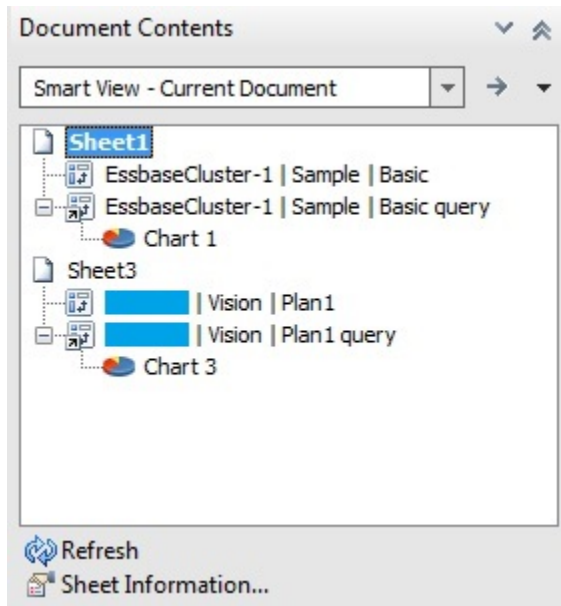 Document Contents
Smart View - Current Document
Sheet1
EssbaseCluster-1 | Sample | Basic
EssbaseCluster-1 | Sample | Basic query
Chart 1
Sheet3
| Vision | Plan1
| Vision | Plan1 query
Chart 3
Refresh
Sheet Information...